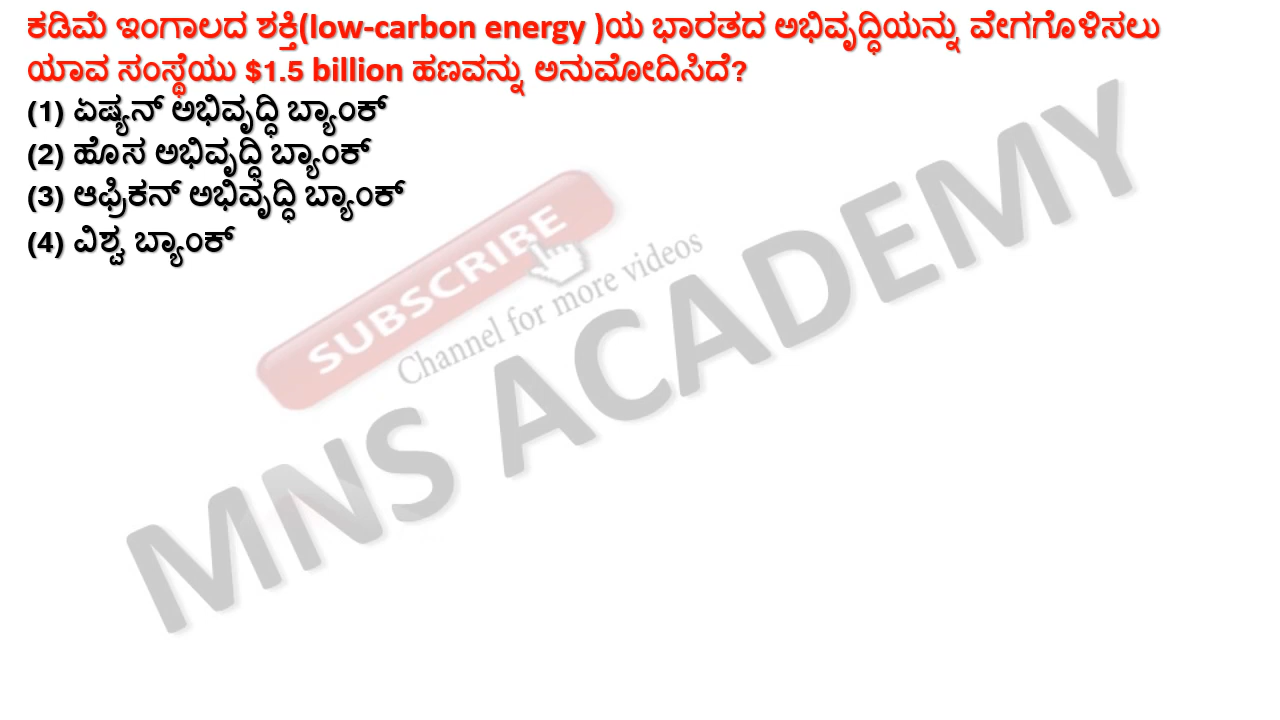 ಕಡಿಮೆ ಇಂಗಾಲದ ಶಕ್ತಿ(low-carbon energy )ಯ ಭಾರತದ ಅಭಿವೃದ್ಧಿಯನ್ನು ವೇಗಗೊಳಿಸಲು
ಯಾವ ಸಂಸ್ಥೆಯು $1.5 billion ಹಣವನ್ನು ಅನುಮೋದಿಸಿದೆ?
(1) ಏಷ್ಯನ್ ಅಭಿವೃದ್ಧಿ ಬ್ಯಾಂಕ್
(2) ಹೊಸ ಅಭಿವೃದ್ಧಿ ಬ್ಯಾಂಕ್
(3) ಆಫ್ರಿಕನ್ ಅಭಿವೃದ್ಧಿ ಬ್ಯಾಂಕ್
(4) ವಿಶ್ವ ಬ್ಯಾಂಕ್
SUBSCRIBE
Channel for more videos
MNS ACADEMY